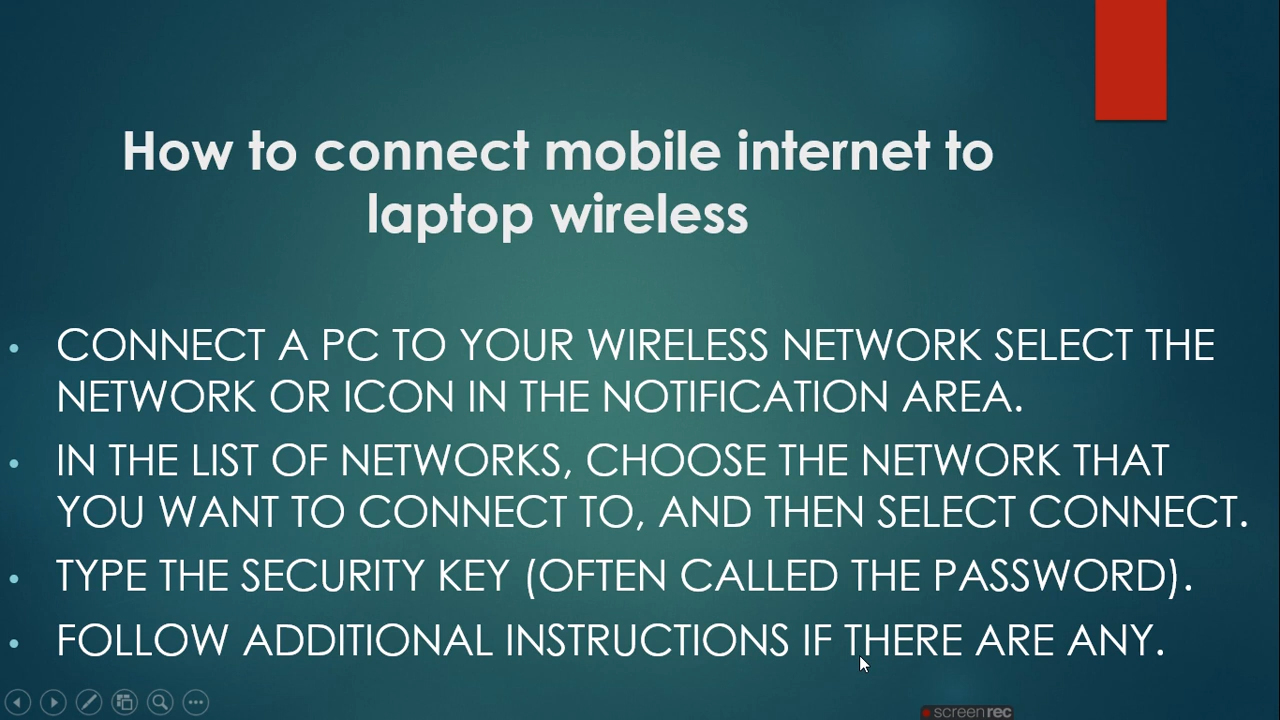 How to connect mobile internet to
laptop wireless
• CONNECT A PC TO YOUR WIRELESS NETWORK SELECT THE
NETWORK OR ICON IN THE NOTIFICATION AREA.
• IN THE LIST OF NETWORKS, CHOOSE THE NETWORK THAT
YOU WANT TO CONNECT TO, AND THEN SELECT CONNECT.
• TYPE THE SECURITY KEY (OFTEN CALLED THE PASSWORD).
• FOLLOW ADDITIONAL INSTRUCTIONS IF THERE ARE ANY.
screenrec